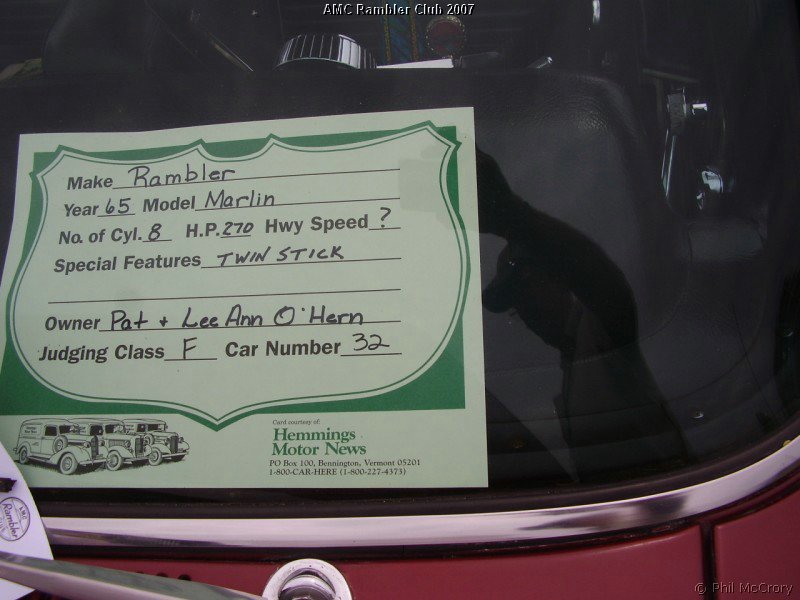 AMC Rambler Club 2007
Make Rambler
Year 65 Model Marlin
No. of Cyl. 8 H.P. 270 Hwy Speed ?
Special Features TWIN STICK
Owner Pat + Lee Ann O'Hern
Judging Class F Car Number 32
Card courtesy of:
Hemmings
Motor News
PO Box 100, Bennington, Vermont 05201
1-800-CAR-HERE (1-800-227-4373)
AMC
Rambler
© Phil McCrory